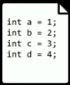 int a = 1;
int b = 2;
int c = 3;
int d = 4;